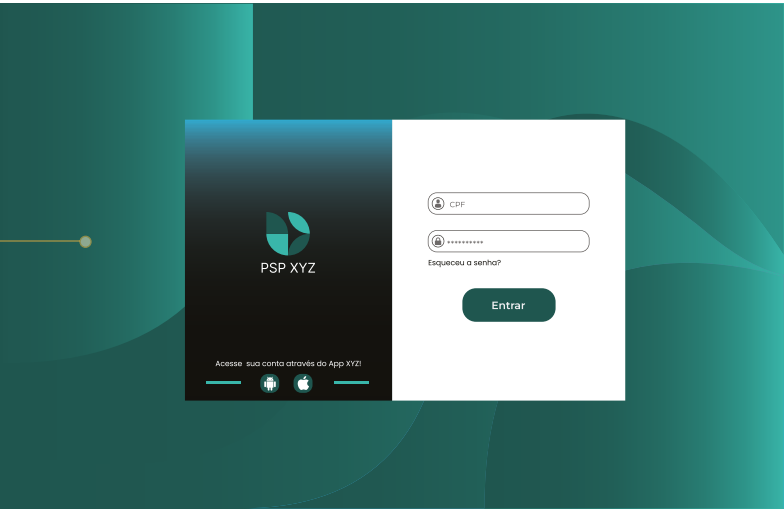 PSP XYZ
Acesse sua conta através do App XYZ!
CPF
**********
Esqueceu a senha?
Entrar